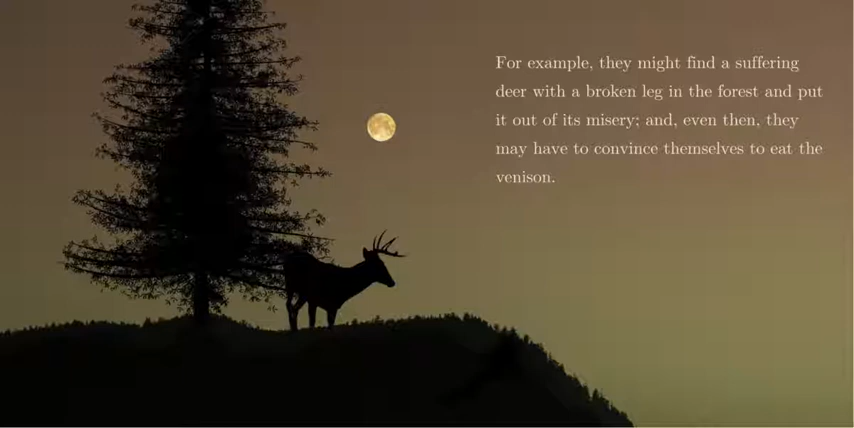 For example, they might find a suffering
deer with a broken leg in the forest and put
it out of its misery; and, even then, they
may have to convince themselves to eat the
venison.